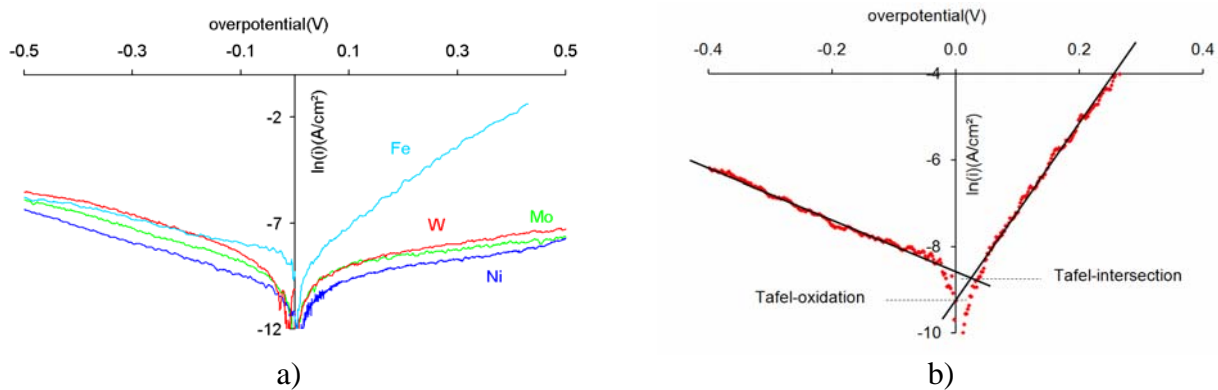 overpotential(V)
-0.5 -0.3 -0.1 0.1 0.3 0.5
-2
ln(i)(A/cm²)
Fe
-7
W
Mo
Ni
-12
a)
overpotential(V)
-0.4 -0.2 0.0 0.2 0.4
-4
ln(i)(A/cm²)
-6
-8
Tafel-intersection
Tafel-oxidation
-10
b)